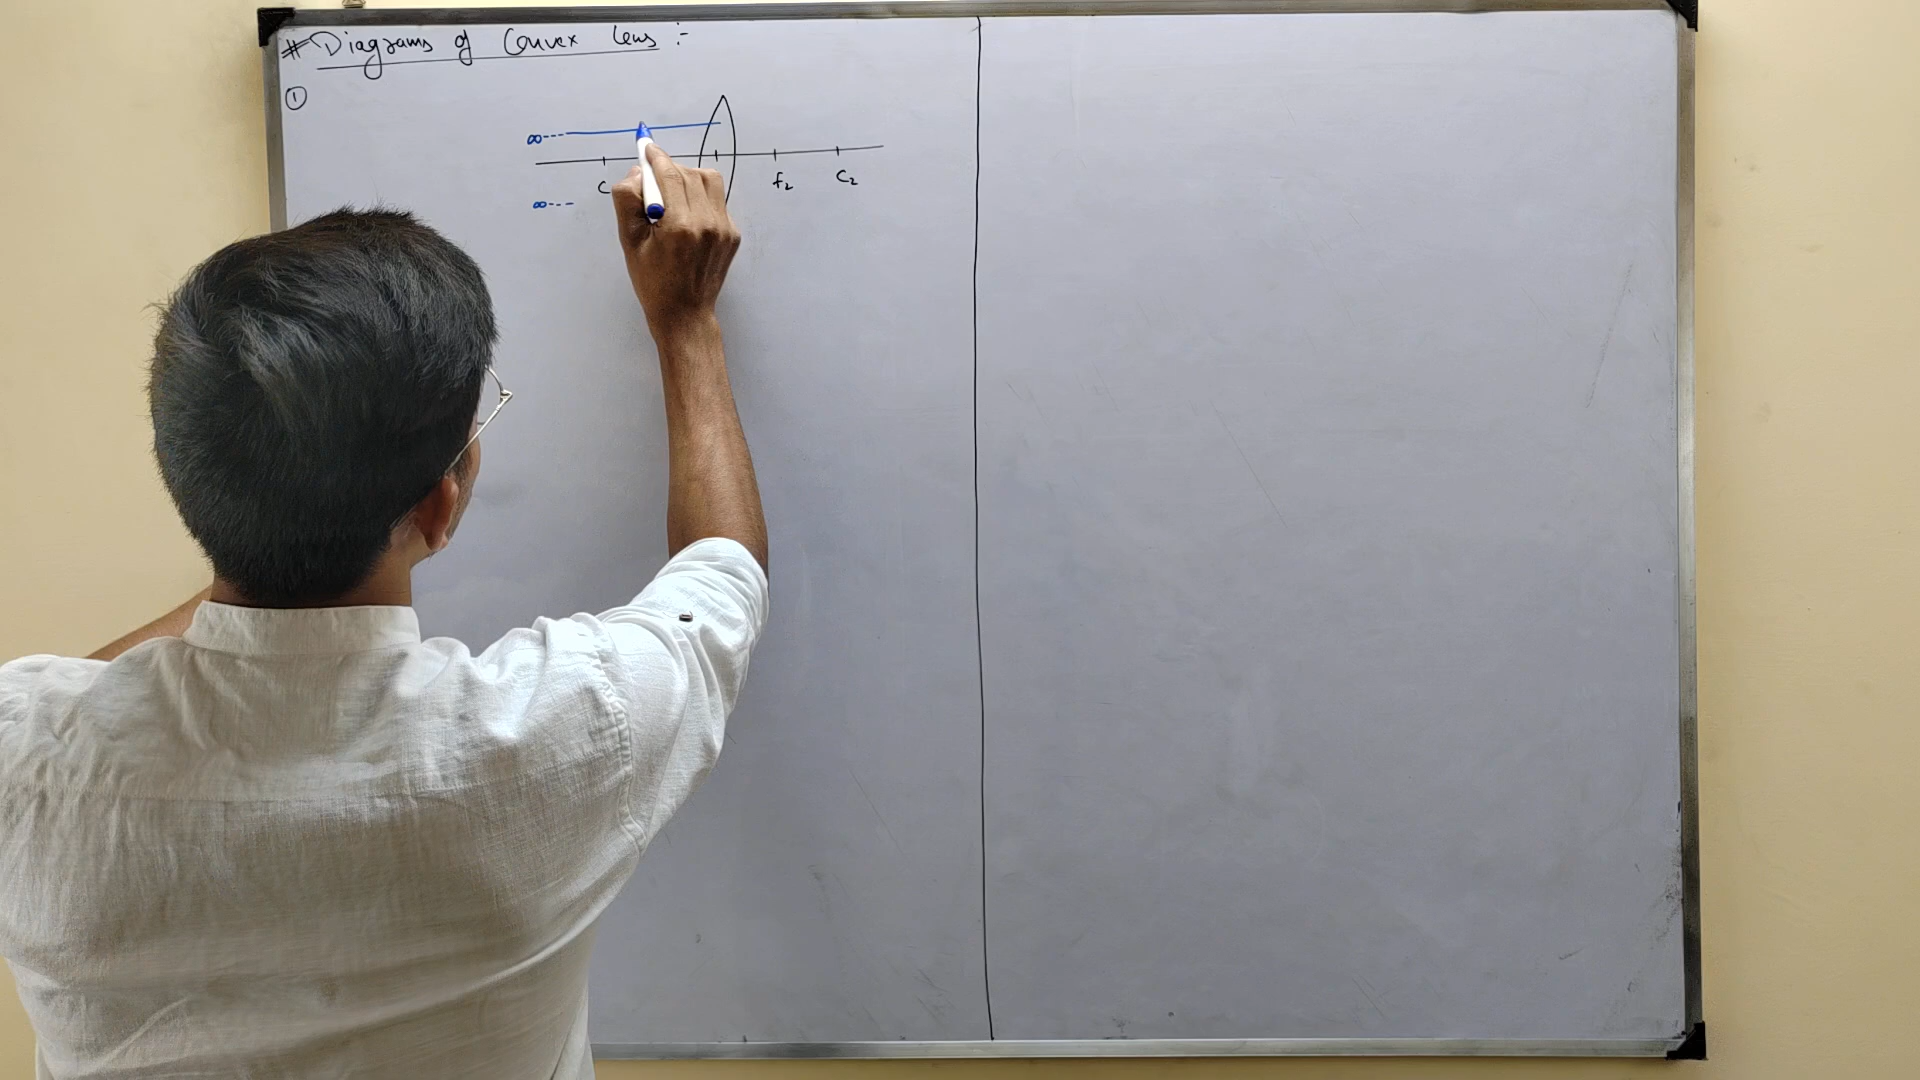 # Diagrams of Convex lens :-
①
∞---
C f₂ C₂
∞---